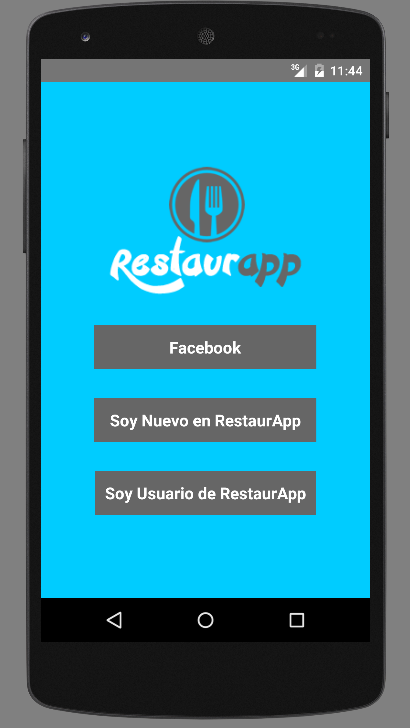 3G 11:44
Restaurapp
Facebook
Soy Nuevo en RestaurApp
Soy Usuario de RestaurApp